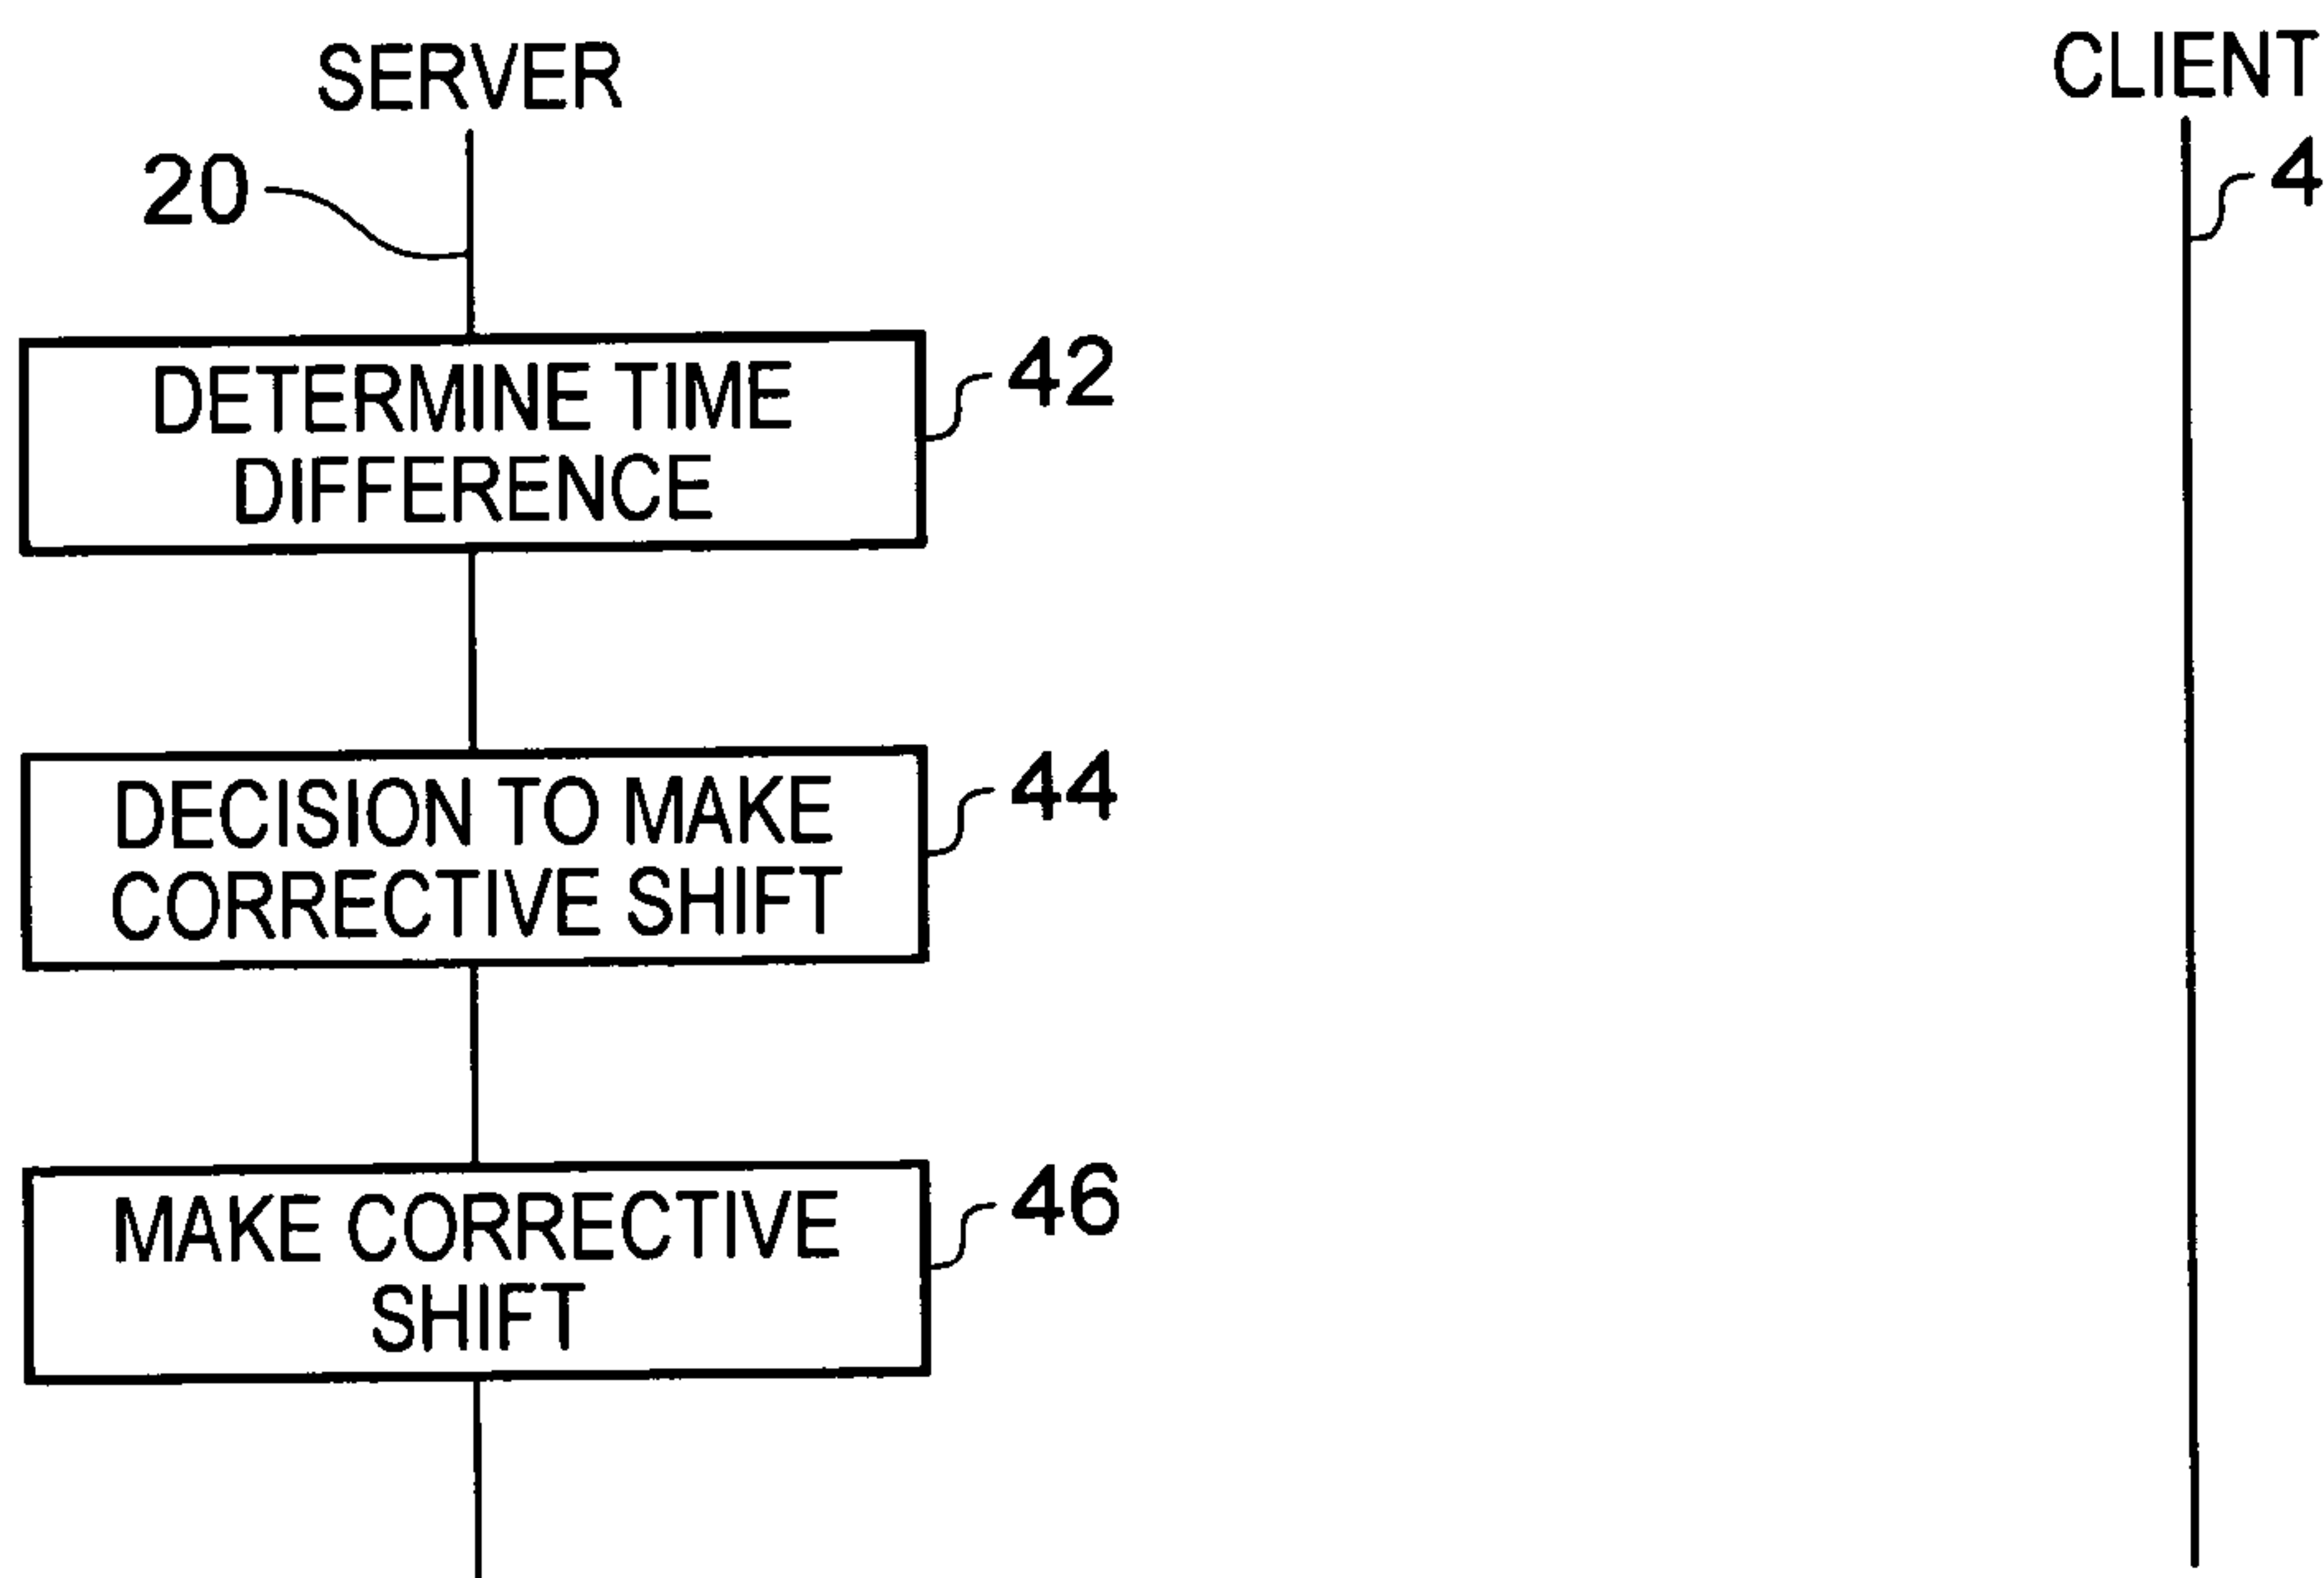 SERVER
CLIENT
20
4
DETERMINE TIME
DIFFERENCE
42
DECISION TO MAKE
CORRECTIVE SHIFT
44
MAKE CORRECTIVE
SHIFT
46